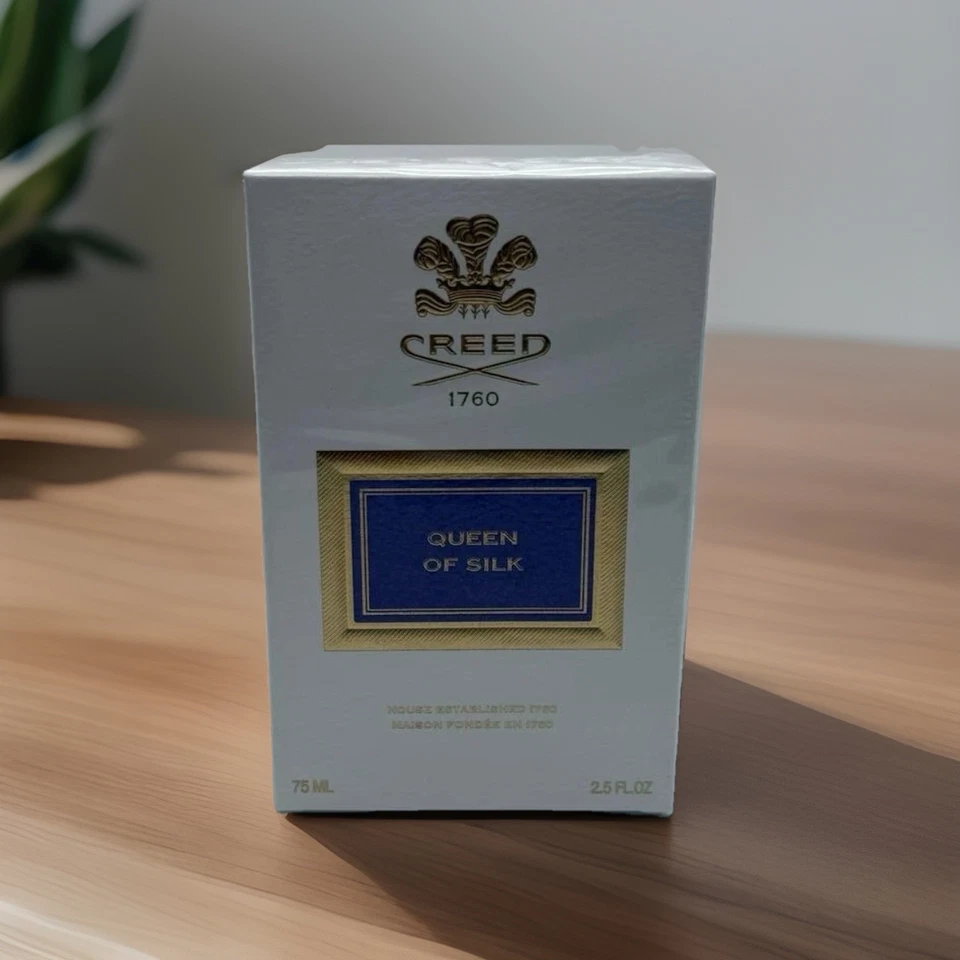 CREED
1760
QUEEN
OF SILK
HOUSE ESTABLISHED 1760
MAISON FONDÉE EN 1760
75 ML
2.5 FL.OZ